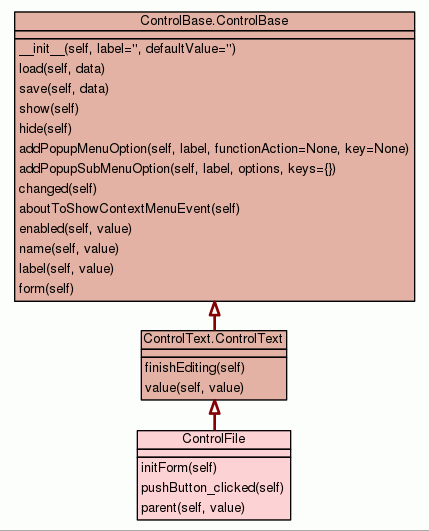 ControlBase.ControlBase
__init__(self, label='', defaultValue='')
load(self, data)
save(self, data)
show(self)
hide(self)
addPopupMenuOption(self, label, functionAction=None, key=None)
addPopupSubMenuOption(self, label, options, keys={})
changed(self)
aboutToShowContextMenuEvent(self)
enabled(self, value)
name(self, value)
label(self, value)
form(self)
ControlText.ControlText
finishEditing(self)
value(self, value)
ControlFile
initForm(self)
pushButton_clicked(self)
parent(self, value)